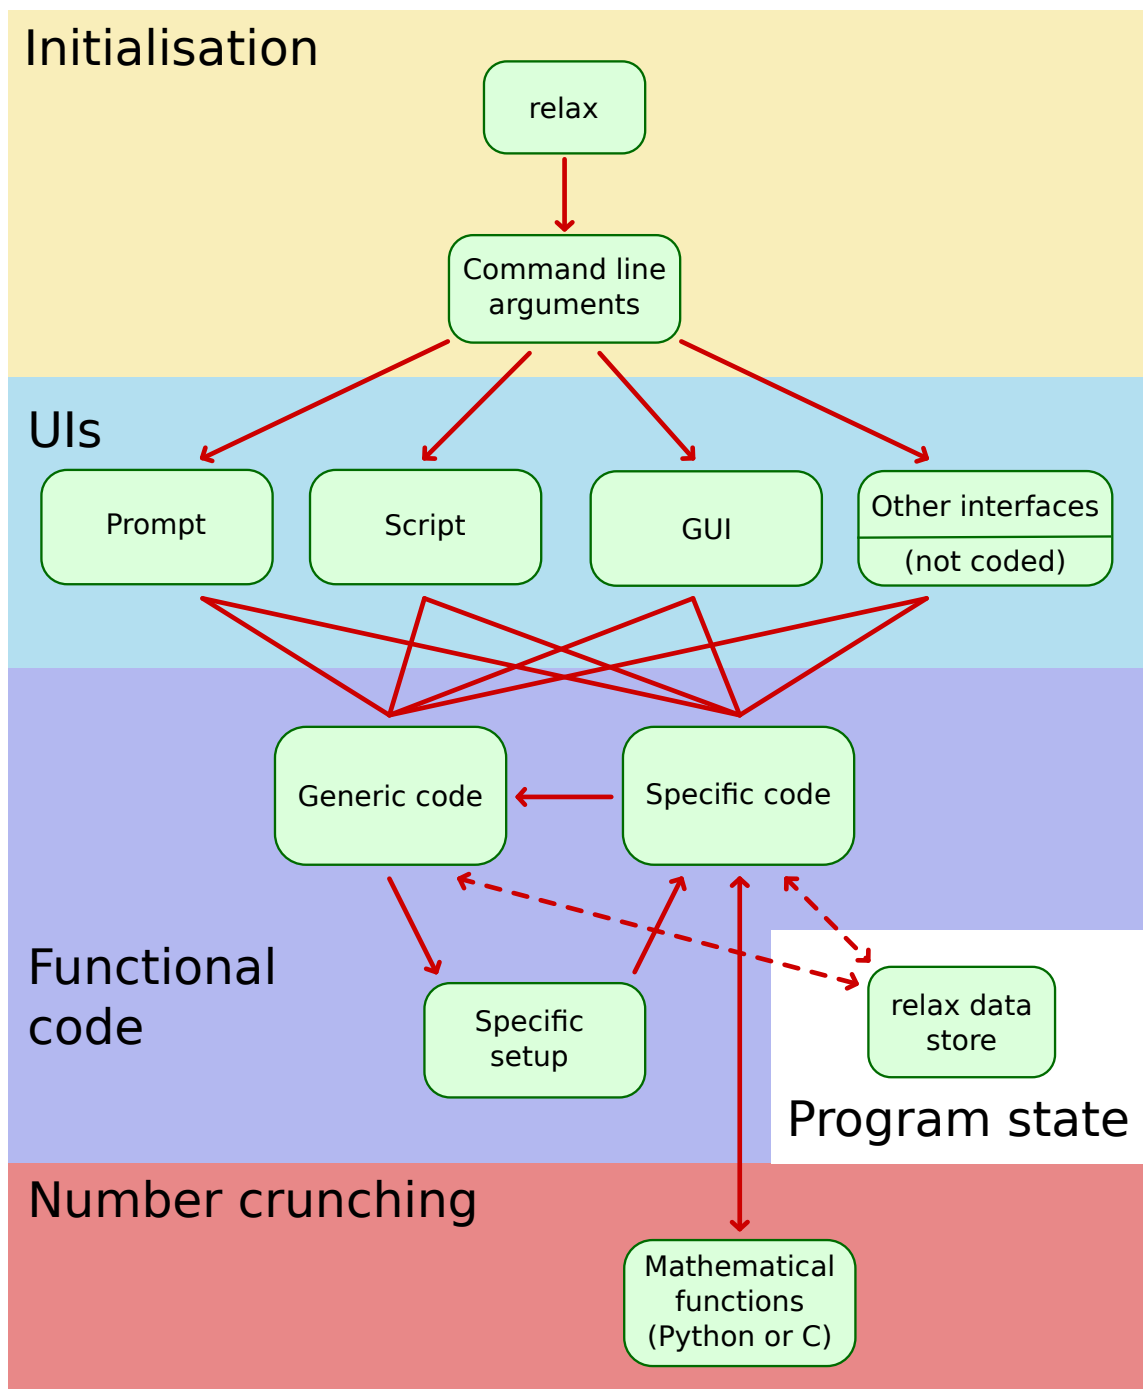 Initialisation
relax
Command line
arguments
UIs
Prompt
Script
GUI
Other interfaces
(not coded)
Generic code
Specific code
Functional
code
Specific
setup
relax data
store
Program state
Number crunching
Mathematical
functions
(Python or C)